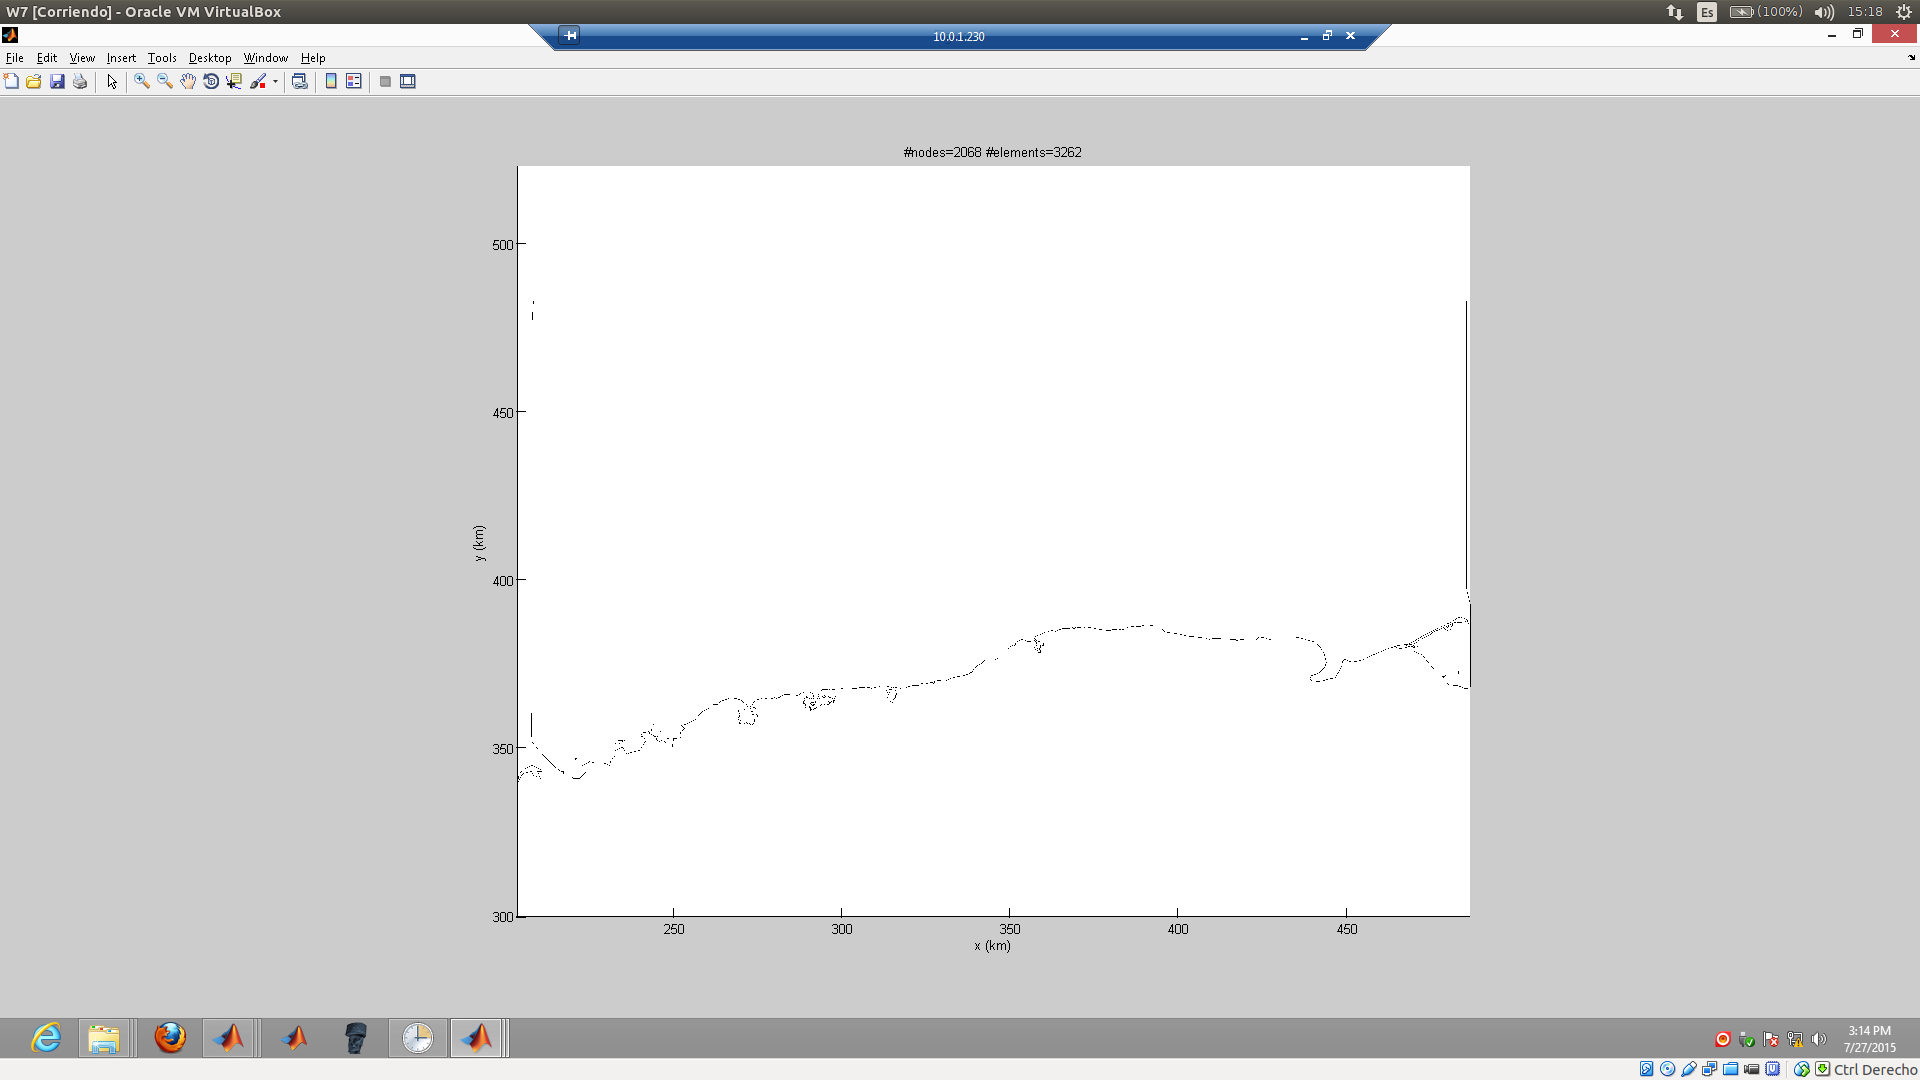 W7 [Corriendo] - Oracle VM VirtualBox
Es (100%) 15:18
10.0.1.230
File Edit View Insert Tools Desktop Window Help
#nodes=2068 #elements=3262
500
450
400
350
300
y (km)
250 300 350 400 450
x (km)
3:14 PM
7/27/2015
Ctrl Derecho